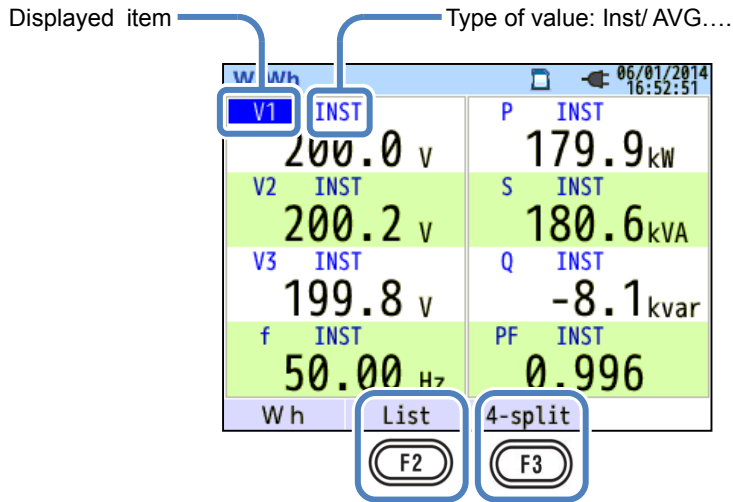 Displayed item
Type of value: Inst/ AVG….
W/Wh
06/01/2014
16:52:51
V1 INST
200.0 V
P INST
179.9kW
V2 INST
200.2 V
S INST
180.6kVA
V3 INST
199.8 V
Q INST
-8.1kvar
f INST
50.00 Hz
PF INST
0.996
W h
List
4-split
F2
F3